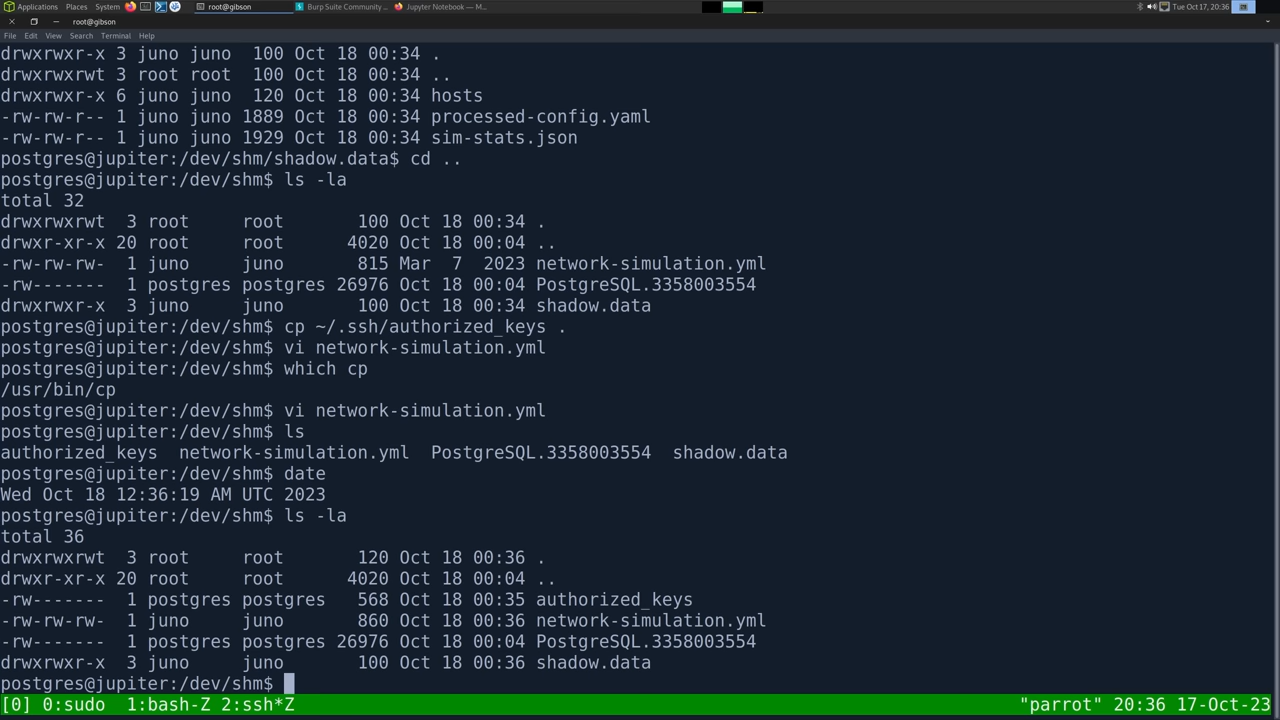 Applications Places System root@gibson Burp Suite Community ... Jupyter Notebook — M... Tue Oct 17, 20:36
root@gibson
File Edit View Search Terminal Help
drwxrwxr-x 3 juno juno  100 Oct 18 00:34 .
drwxrwxrwt 3 root root  100 Oct 18 00:34 ..
drwxrwxr-x 6 juno juno  120 Oct 18 00:34 hosts
-rw-rw-r-- 1 juno juno 1889 Oct 18 00:34 processed-config.yaml
-rw-rw-r-- 1 juno juno 1929 Oct 18 00:34 sim-stats.json
postgres@jupiter:/dev/shm/shadow.data$ cd ..
postgres@jupiter:/dev/shm$ ls -la
total 32
drwxrwxrwt  3 root     root       100 Oct 18 00:34 .
drwxr-xr-x 20 root     root      4020 Oct 18 00:04 ..
-rw-rw-rw-  1 juno     juno       815 Mar  7  2023 network-simulation.yml
-rw-------  1 postgres postgres 26976 Oct 18 00:04 PostgreSQL.3358003554
drwxrwxr-x  3 juno     juno       100 Oct 18 00:34 shadow.data
postgres@jupiter:/dev/shm$ cp ~/.ssh/authorized_keys .
postgres@jupiter:/dev/shm$ vi network-simulation.yml
postgres@jupiter:/dev/shm$ which cp
/usr/bin/cp
postgres@jupiter:/dev/shm$ vi network-simulation.yml
postgres@jupiter:/dev/shm$ ls
authorized_keys  network-simulation.yml  PostgreSQL.3358003554  shadow.data
postgres@jupiter:/dev/shm$ date
Wed Oct 18 12:36:19 AM UTC 2023
postgres@jupiter:/dev/shm$ ls -la
total 36
drwxrwxrwt  3 root     root       120 Oct 18 00:36 .
drwxr-xr-x 20 root     root      4020 Oct 18 00:04 ..
-rw-------  1 postgres postgres   568 Oct 18 00:35 authorized_keys
-rw-rw-rw-  1 juno     juno       860 Oct 18 00:36 network-simulation.yml
-rw-------  1 postgres postgres 26976 Oct 18 00:04 PostgreSQL.3358003554
drwxrwxr-x  3 juno     juno       100 Oct 18 00:36 shadow.data
postgres@jupiter:/dev/shm$
[0] 0:sudo  1:bash-Z 2:ssh*Z "parrot" 20:36 17-Oct-23